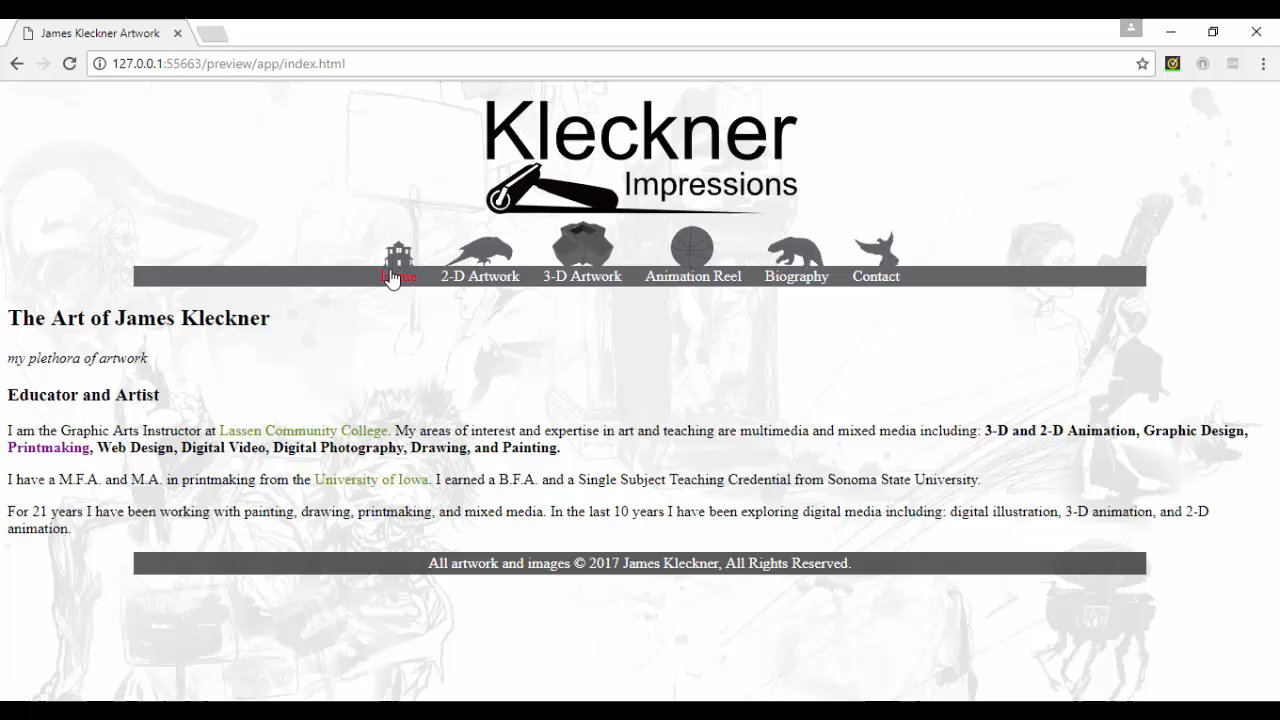 James Kleckner Artwork
127.0.0.1:55663/preview/app/index.html
Kleckner
Impressions
Home 2-D Artwork 3-D Artwork Animation Reel Biography Contact
The Art of James Kleckner
my plethora of artwork
Educator and Artist
I am the Graphic Arts Instructor at Lassen Community College. My areas of interest and expertise in art and teaching are multimedia and mixed media including: 3-D and 2-D Animation, Graphic Design,
Printmaking, Web Design, Digital Video, Digital Photography, Drawing, and Painting.
I have a M.F.A. and M.A. in printmaking from the University of Iowa. I earned a B.F.A. and a Single Subject Teaching Credential from Sonoma State University.
For 21 years I have been working with painting, drawing, printmaking, and mixed media. In the last 10 years I have been exploring digital media including: digital illustration, 3-D animation, and 2-D
animation.
All artwork and images © 2017 James Kleckner, All Rights Reserved.